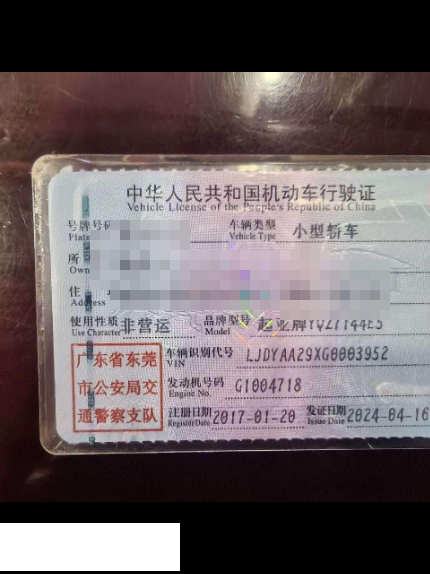 中华人民共和国机动车行驶证
Vehicle License of the People's Republic of China
号牌号码 车辆类型 小型轿车
Plate Vehicle Type
所
Own
住
Address
使用性质 非营运 品牌型号
Use Character Model
广东省东莞 车辆识别代号 LJDYAA29XG0003952
VIN
市公安局交 发动机号码 G1004718
Engine No.
通警察支队 注册日期 2017-01-20 发证日期 2024-04-16
Register Date Issue Date